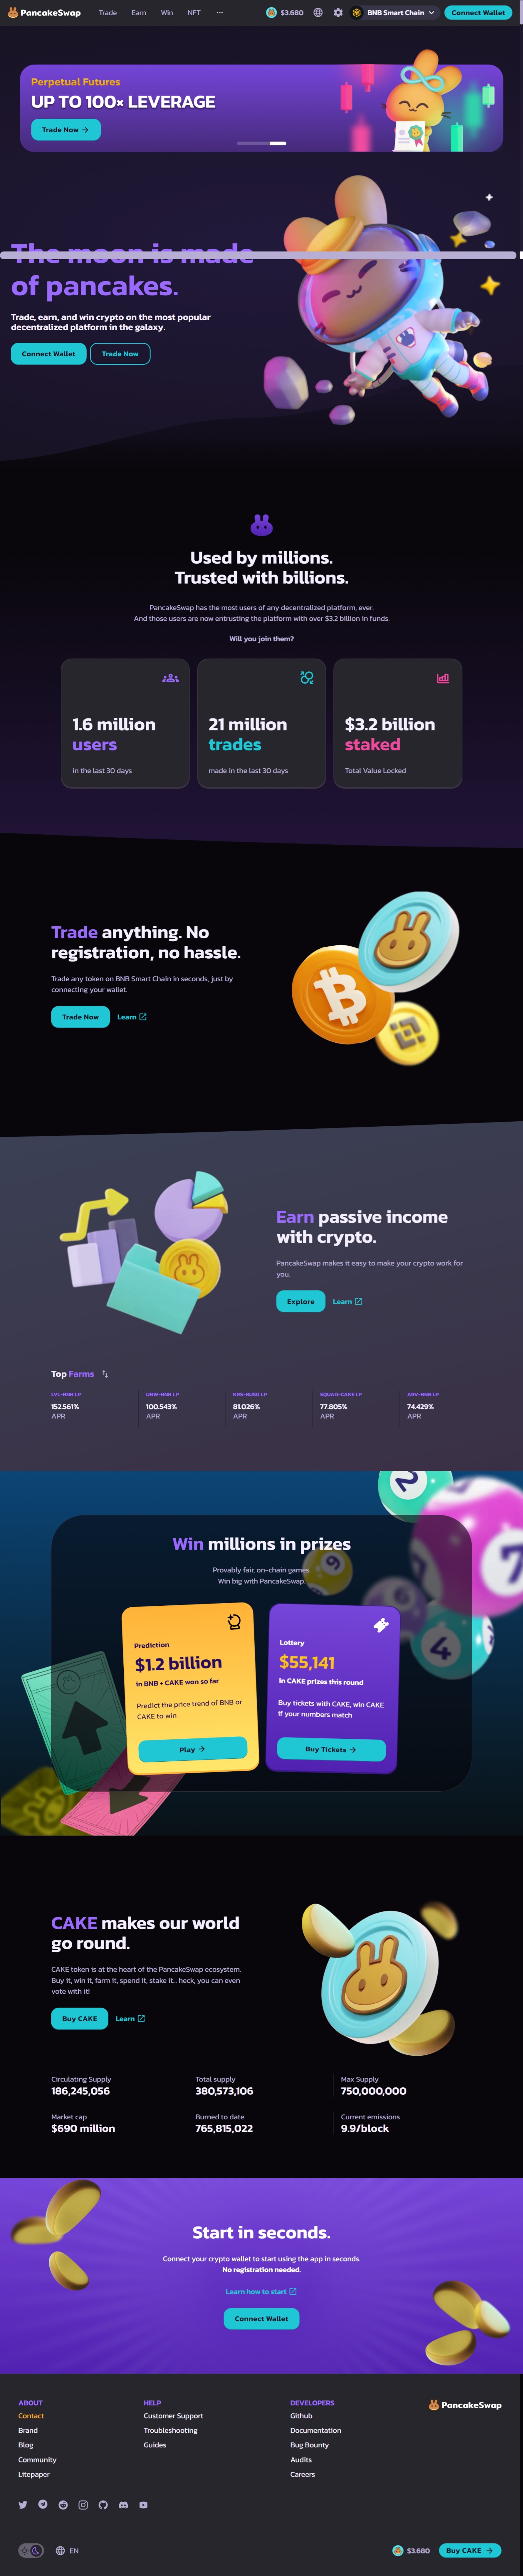 PancakeSwap Trade Earn Win NFT $3.680 BNB Smart Chain Connect Wallet
Perpetual Futures
UP TO 100× LEVERAGE
Trade Now
The moon is made
of pancakes.
Trade, earn, and win crypto on the most popular
decentralized platform in the galaxy.
Connect Wallet Trade Now
Used by millions.
Trusted with billions.
PancakeSwap has the most users of any decentralized platform, ever.
And those users are now entrusting the platform with over $3.2 billion in funds.
Will you join them?
1.6 million
users
in the last 30 days
21 million
trades
made in the last 30 days
$3.2 billion
staked
Total Value Locked
Trade anything. No
registration, no hassle.
Trade any token on BNB Smart Chain in seconds, just by
connecting your wallet.
Trade Now Learn
Earn passive income
with crypto.
PancakeSwap makes it easy to make your crypto work for
you.
Explore Learn
Top Farms
LVL-BNB LP
152.561%
APR
UNW-BNB LP
100.543%
APR
KRS-BUSD LP
81.026%
APR
SQUAD-CAKE LP
77.805%
APR
ARV-BNB LP
74.429%
APR
2
7
9
4
Win millions in prizes
Provably fair, on-chain games.
Win big with PancakeSwap.
Prediction
$1.2 billion
in BNB + CAKE won so far
Predict the price trend of BNB or
CAKE to win
Play
Lottery
$55,141
in CAKE prizes this round
Buy tickets with CAKE, win CAKE
if your numbers match
Buy Tickets
CAKE makes our world
go round.
CAKE token is at the heart of the PancakeSwap ecosystem.
Buy it, win it, farm it, spend it, stake it... heck, you can even
vote with it!
Buy CAKE Learn
Circulating Supply
186,245,056
Total supply
380,573,106
Max Supply
750,000,000
Market cap
$690 million
Burned to date
765,815,022
Current emissions
9.9/block
Start in seconds.
Connect your crypto wallet to start using the app in seconds.
No registration needed.
Learn how to start
Connect Wallet
ABOUT
Contact
Brand
Blog
Community
Litepaper
HELP
Customer Support
Troubleshooting
Guides
DEVELOPERS
Github
Documentation
Bug Bounty
Audits
Careers
PancakeSwap
EN $3.680 Buy CAKE